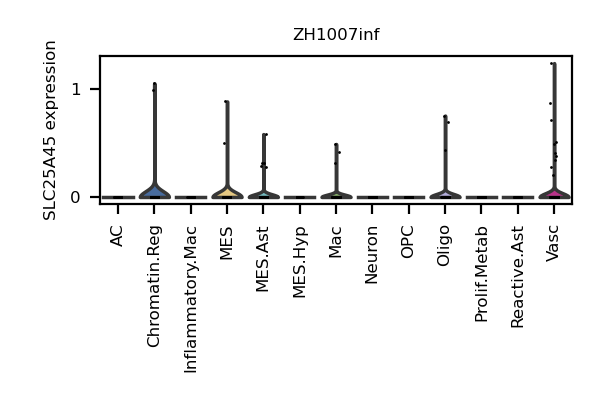 ZH1007inf
SLC25A45 expression
1
0
AC
Chromatin.Reg
Inflammatory.Mac
MES
MES.Ast
MES.Hyp
Mac
Neuron
OPC
Oligo
Prolif.Metab
Reactive.Ast
Vasc